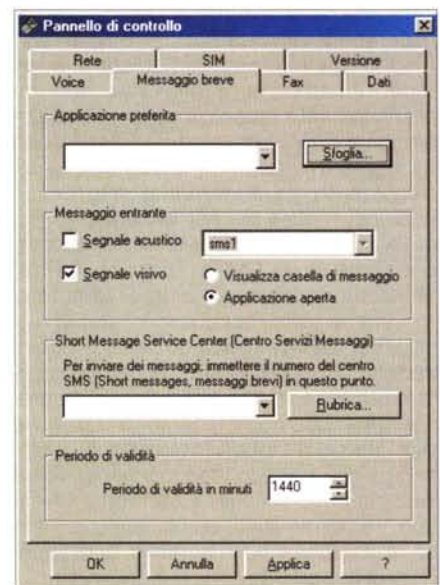 Pannello di controllo
Rete SIM Versione
Voice Messaggio breve Fax Dati
Applicazione preferita
Sfoglia...
Messaggio entrante
Segnale acustico sms1
Segnale visivo Visualizza casella di messaggio
Applicazione aperta
Short Message Service Center (Centro Servizi Messaggi)
Per inviare dei messaggi, immettere il numero del centro
SMS (Short messages, messaggi brevi) in questo punto.
Rubrica...
Periodo di validità
Periodo di validità in minuti 1440
OK Annulla Applica ?